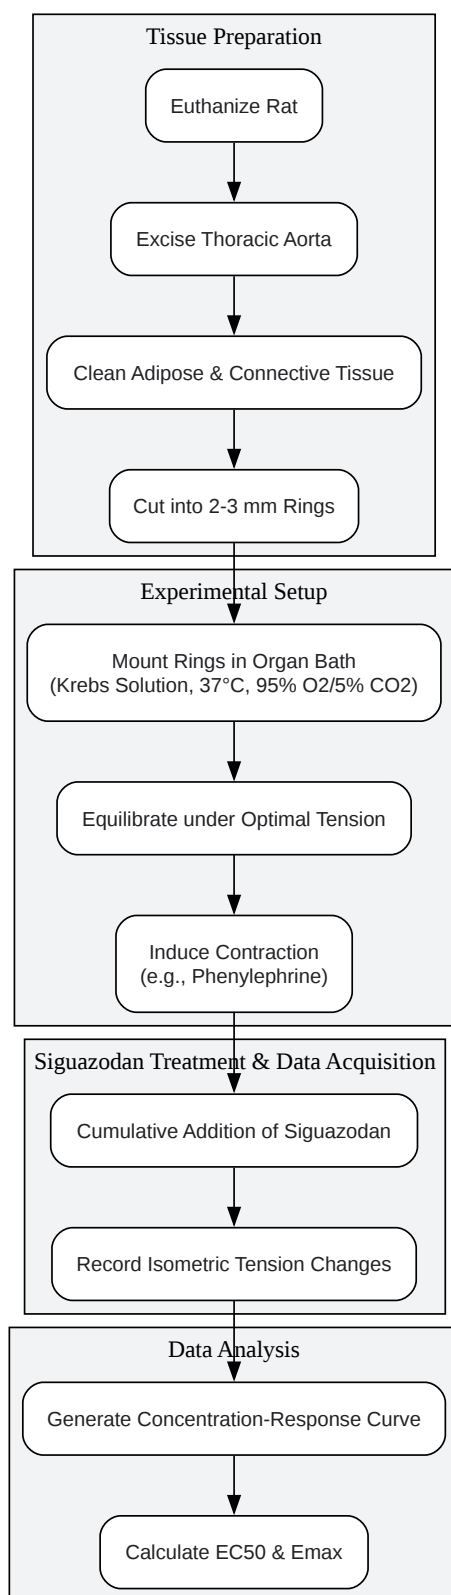 Tissue Preparation
Euthanize Rat
Excise Thoracic Aorta
Clean Adipose & Connective Tissue
Cut into 2-3 mm Rings
Experimental Setup
Mount Rings in Organ Bath
(Krebs Solution, 37°C, 95% O2/5% CO2)
Equilibrate under Optimal Tension
Induce Contraction
(e.g., Phenylephrine)
Siguazodan Treatment & Data Acquisition
Cumulative Addition of Siguazodan
Record Isometric Tension Changes
Data Analysis
Generate Concentration-Response Curve
Calculate EC50 & Emax